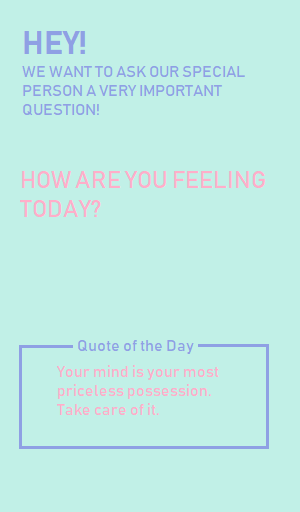 HEY!
WE WANT TO ASK OUR SPECIAL
PERSON A VERY IMPORTANT
QUESTION!
HOW ARE YOU FEELING
TODAY?
Quote of the Day
Your mind is your most
priceless possession.
Take care of it.